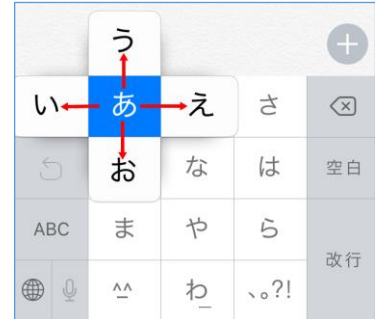 う
い あ え さ
お な は 空白
ABC ま や ら
改行
^^ わ 、。?!